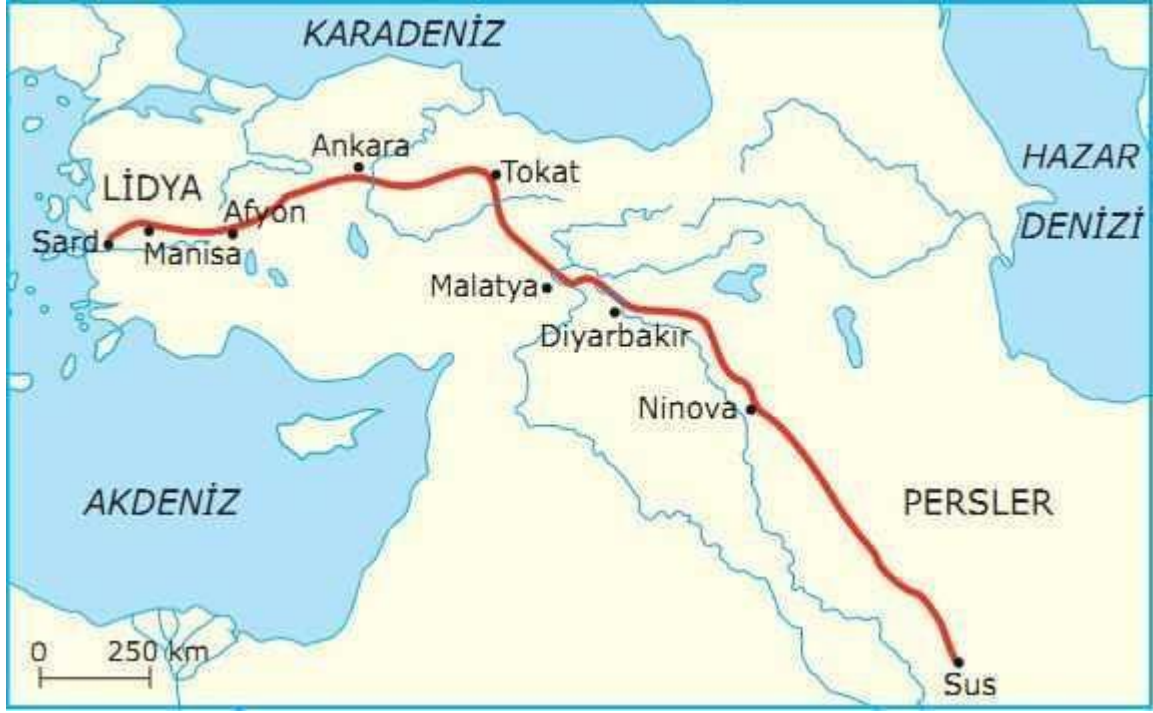 KARADENİZ
Ankara
Tokat
HAZAR
DENİZİ
LİDYA
Afyon
Sard
Manisa
Malatya
Diyarbakır
Ninova
AKDENİZ
PERSLER
0 250 km
Sus